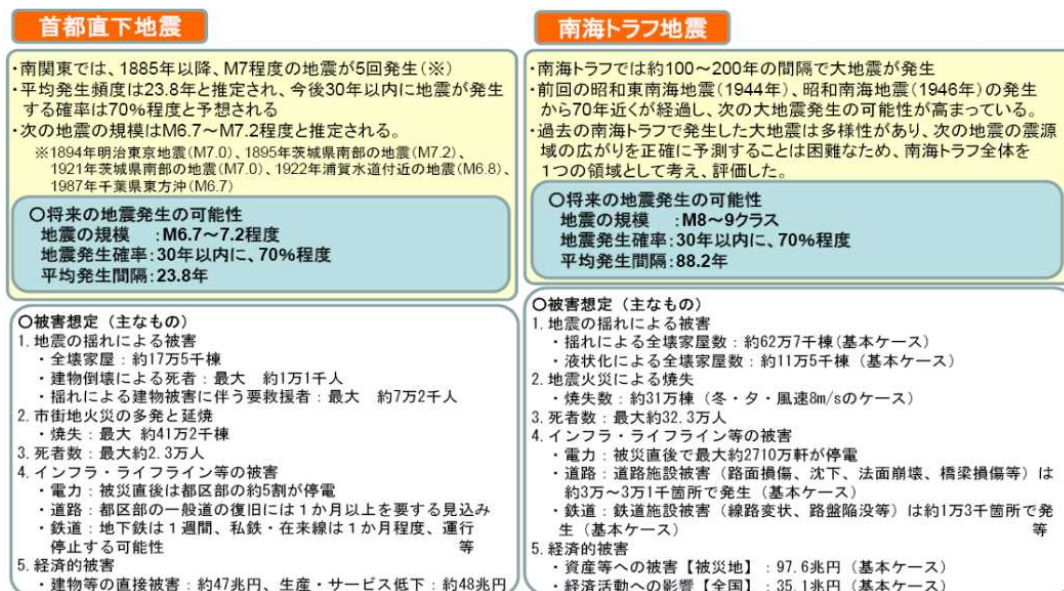 首都直下地震
・南関東では、1885年以降、M7程度の地震が5回発生(※)
・平均発生頻度は23.8年と推定され、今後30年以内に地震が発生
する確率は70%程度と予想される
・次の地震の規模はM6.7～M7.2程度と推定される。
※1894年明治東京地震(M7.0)、1895年茨城県南部の地震(M7.2)、
1921年茨城県南部の地震(M7.0)、1922年浦賀水道付近の地震(M6.8)、
1987年千葉県東方沖(M6.7)
〇将来の地震発生の可能性
地震の規模　：M6.7～7.2程度
地震発生確率：30年以内に、70%程度
平均発生間隔：23.8年
〇被害想定（主なもの）
1. 地震の揺れによる被害
・全壊家屋：約17万5千棟
・建物倒壊による死者：最大　約1万1千人
・揺れによる建物被害に伴う要救援者：最大　約7万2千人
2. 市街地火災の多発と延焼
・焼失：最大 約41万2千棟
3. 死者数：最大約2.3万人
4. インフラ・ライフライン等の被害
・電力：被災直後は都区部の約5割が停電
・道路：都区部の一般道の復旧には１か月以上を要する見込み
・鉄道：地下鉄は１週間、私鉄・在来線は１か月程度、運行
停止する可能性　等
5. 経済的被害
・建物等の直接被害：約47兆円、生産・サービス低下：約48兆円
南海トラフ地震
・南海トラフでは約100～200年の間隔で大地震が発生
・前回の昭和東南海地震(1944年)、昭和南海地震(1946年)の発生
から70年近くが経過し、次の大地震発生の可能性が高まっている。
・過去の南海トラフで発生した大地震は多様性があり、次の地震の震源
域の広がりを正確に予測することは困難なため、南海トラフ全体を
１つの領域として考え、評価した。
〇将来の地震発生の可能性
地震の規模　：M8～9クラス
地震発生確率：30年以内に、70%程度
平均発生間隔：88.2年
〇被害想定（主なもの）
1. 地震の揺れによる被害
・揺れによる全壊家屋数：約62万7千棟(基本ケース)
・液状化による全壊家屋数：約11万5千棟（基本ケース）
2. 地震火災による焼失
・焼失数：約31万棟（冬・夕・風速8m/sのケース）
3. 死者数：最大約32.3万人
4. インフラ・ライフライン等の被害
・電力：被災直後で最大約2710万軒が停電
・道路：道路施設被害（路面損傷、沈下、法面崩壊、橋梁損傷等）は
約3万～3万1千箇所で発生（基本ケース）
・鉄道：鉄道施設被害（線路変状、路盤陥没等）は約1万3千箇所で発
生（基本ケース）　等
5. 経済的被害
・資産等への被害【被災地】：97.6兆円（基本ケース）
・経済活動への影響【全国】：35.1兆円（基本ケース）